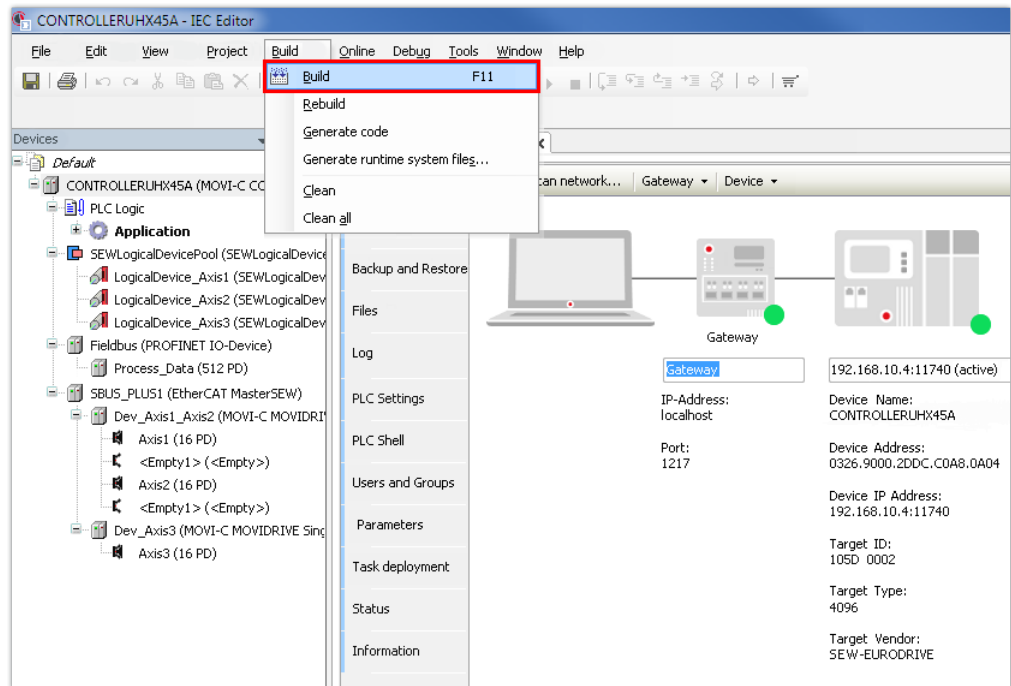 CONTROLLERUHX45A - IEC Editor
File Edit View Project Build Online Debug Tools Window Help
Build F11
Rebuild
Generate code
Generate runtime system files...
Clean
Clean all
Devices
Default
CONTROLLERUHX45A (MOVI-C CC
PLC Logic
Application
SEWLogicalDevicePool (SEWLogicalDevice
LogicalDevice_Axis1 (SEWLogicalDev
LogicalDevice_Axis2 (SEWLogicalDev
LogicalDevice_Axis3 (SEWLogicalDev
Fieldbus (PROFINET IO-Device)
Process_Data (512 PD)
SBUS_PLUS1 (EtherCAT MasterSEW)
Dev_Axis1_Axis2 (MOVI-C MOVIDRI
Axis1 (16 PD)
<Empty1> (<Empty>)
Axis2 (16 PD)
<Empty1> (<Empty>)
Dev_Axis3 (MOVI-C MOVIDRIVE Sing
Axis3 (16 PD)
can network... Gateway Device
Backup and Restore
Files
Log
PLC Settings
PLC Shell
Users and Groups
Parameters
Task deployment
Status
Information
Gateway
Gateway
IP-Address:
localhost
Port:
1217
192.168.10.4:11740 (active)
Device Name:
CONTROLLERUHX45A
Device Address:
0326.9000.2DDC.C0A8.0A04
Device IP Address:
192.168.10.4:11740
Target ID:
105D 0002
Target Type:
4096
Target Vendor:
SEW-EURODRIVE